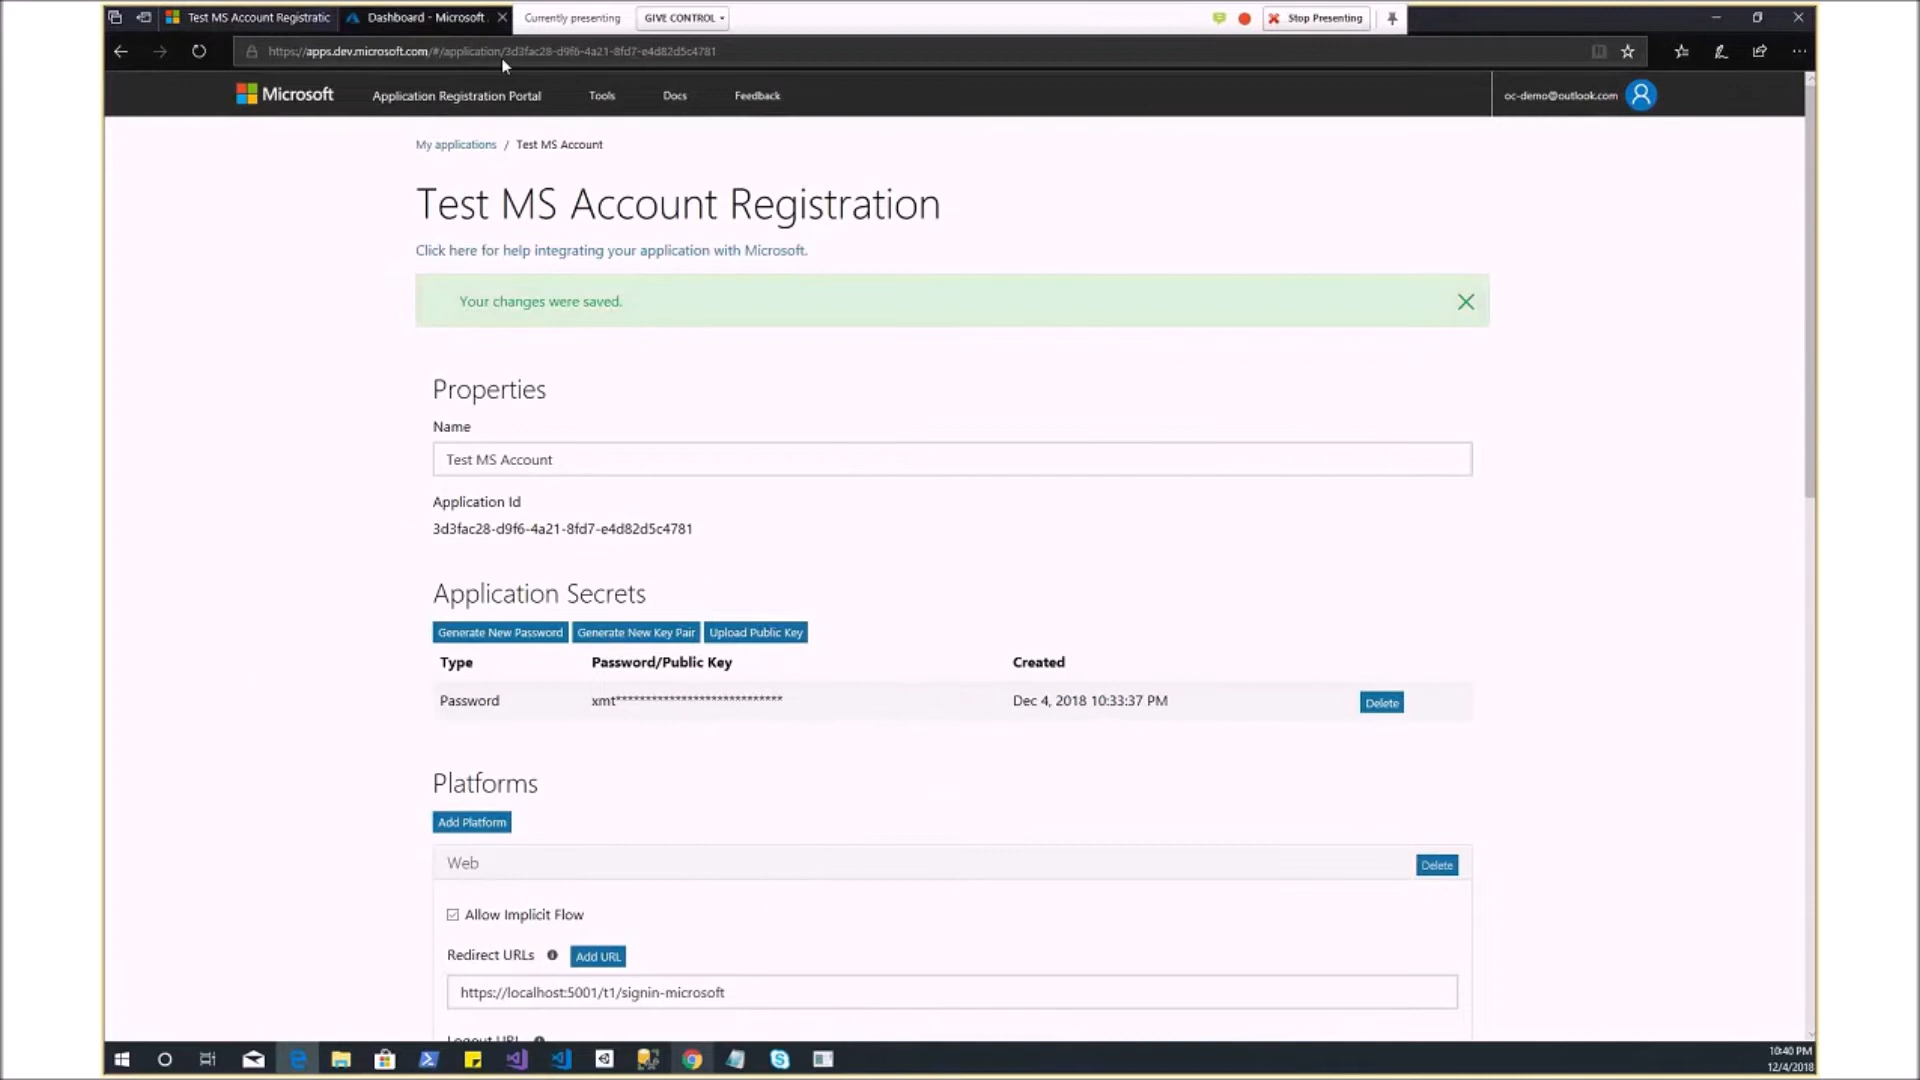 Test MS Account Registratic
Dashboard - Microsoft
Currently presenting
GIVE CONTROL
Stop Presenting
https://apps.dev.microsoft.com/#/application/3d3fac28-d9f6-4a21-8fd7-e4d82d5c4781
Microsoft
Application Registration Portal
Tools
Docs
Feedback
oc-demo@outlook.com
My applications / Test MS Account
Test MS Account Registration
Click here for help integrating your application with Microsoft.
Your changes were saved.
Properties
Name
Test MS Account
Application Id
3d3fac28-d9f6-4a21-8fd7-e4d82d5c4781
Application Secrets
Generate New Password
Generate New Key Pair
Upload Public Key
Type Password/Public Key Created
Password xmt**************************** Dec 4, 2018 10:33:37 PM Delete
Platforms
Add Platform
Web
Delete
Allow Implicit Flow
Redirect URLs
Add URL
https://localhost:5001/t1/signin-microsoft
Logout URL
10:40 PM
12/4/2018